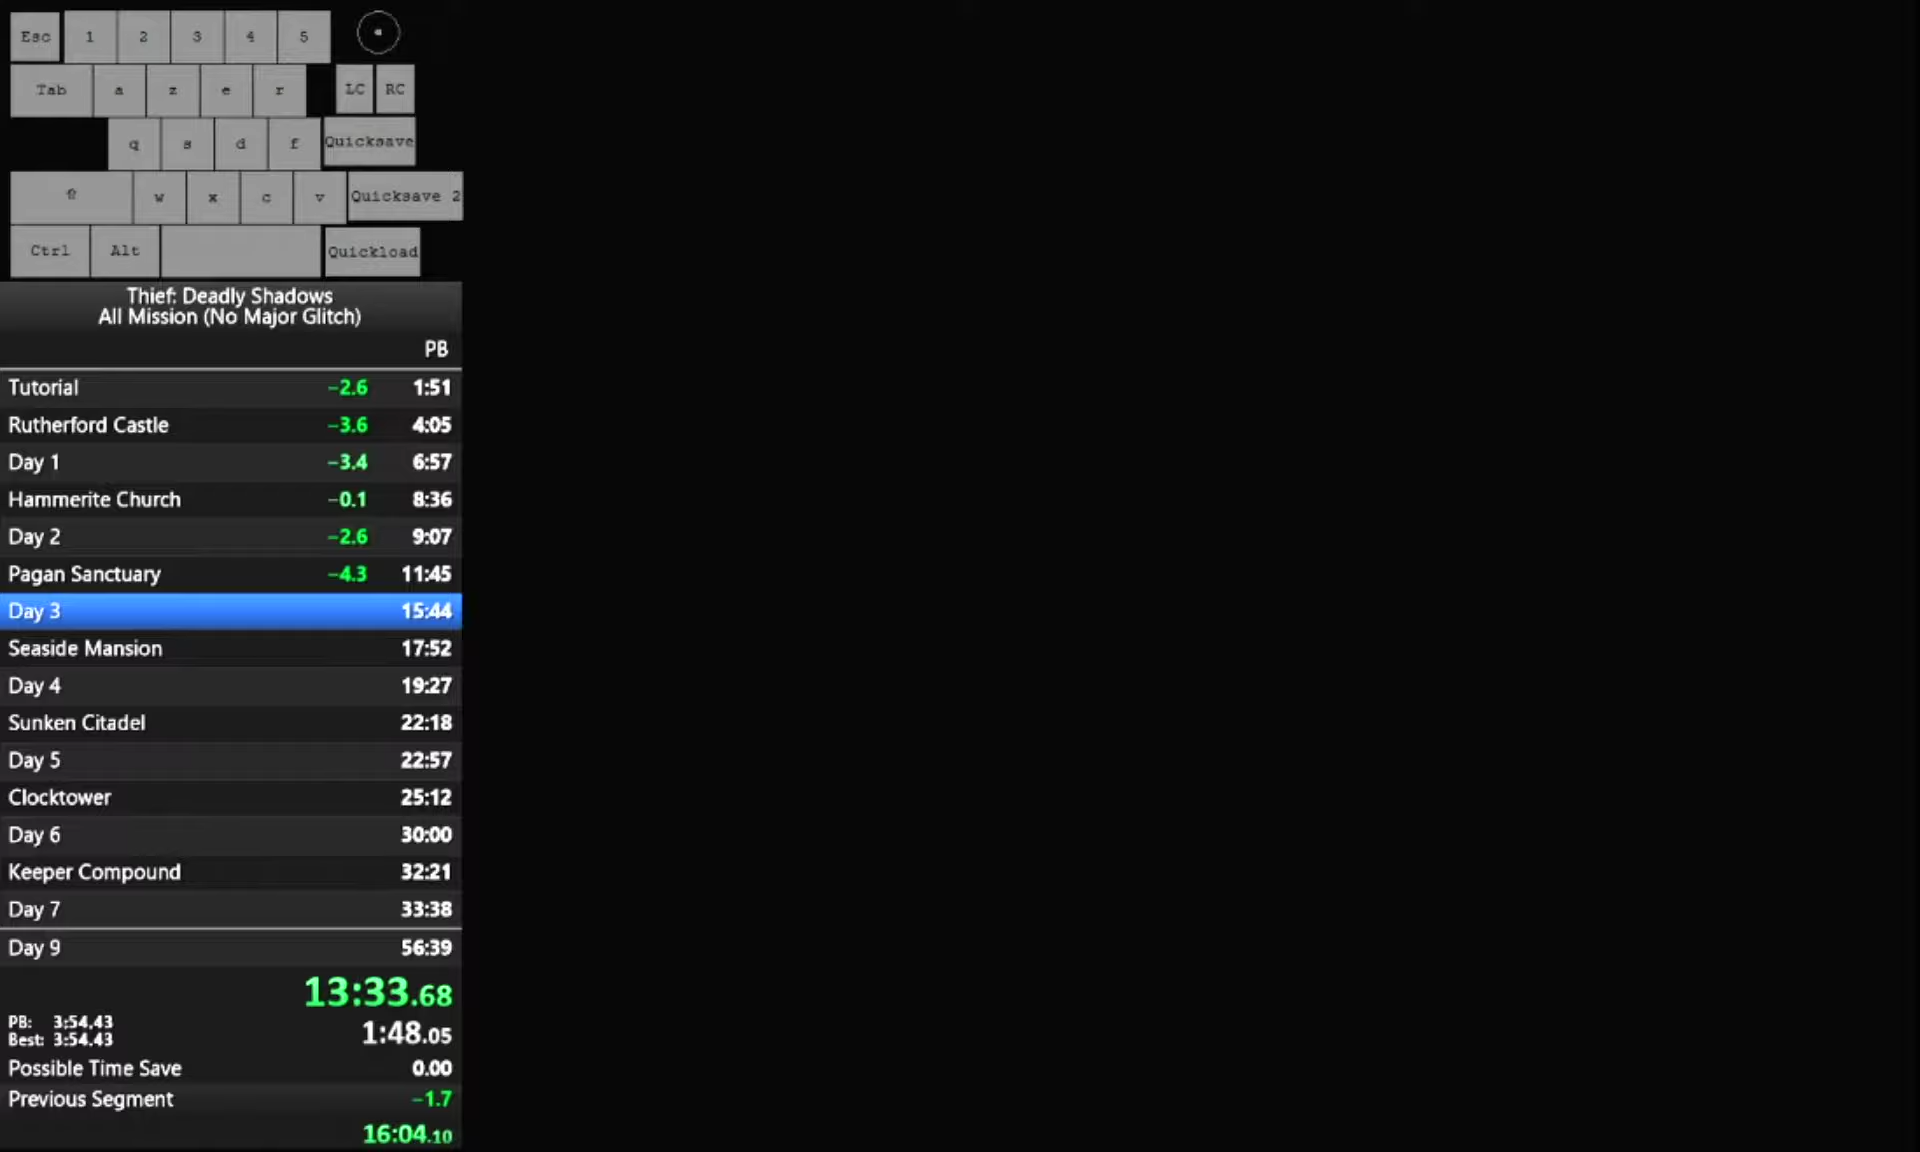 Esc 1 2 3 4 5
Tab a z e r LC RC
q s d f Quicksave
⇧ w x c v Quicksave 2
Ctrl Alt Quickload
Thief: Deadly Shadows
All Mission (No Major Glitch)
PB
Tutorial -2.6 1:51
Rutherford Castle -3.6 4:05
Day 1 -3.4 6:57
Hammerite Church -0.1 8:36
Day 2 -2.6 9:07
Pagan Sanctuary -4.3 11:45
Day 3 15:44
Seaside Mansion 17:52
Day 4 19:27
Sunken Citadel 22:18
Day 5 22:57
Clocktower 25:12
Day 6 30:00
Keeper Compound 32:21
Day 7 33:38
Day 9 56:39
13:33.68
PB: 3:54.43
Best: 3:54.43 1:48.05
Possible Time Save 0.00
Previous Segment -1.7
16:04.10